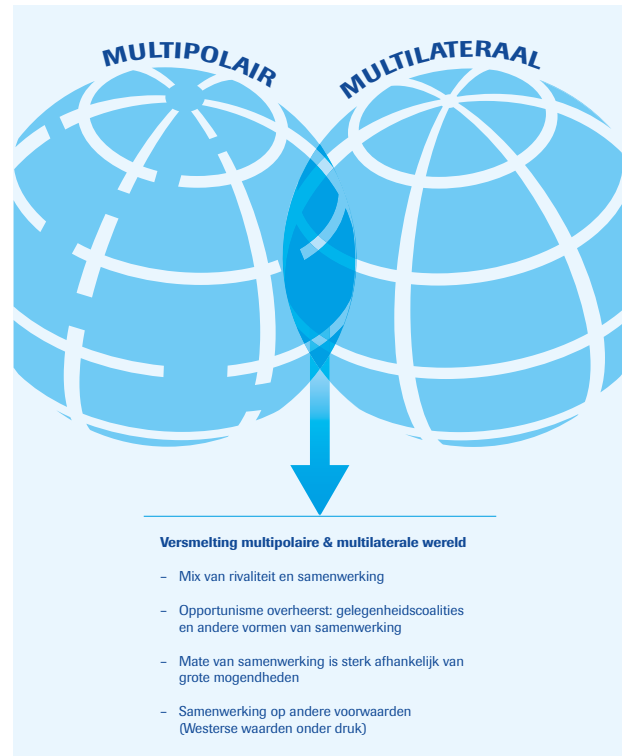 MULTIPOLAIR
MULTILATERAAL
Versmelting multipolaire & multilaterale wereld
– Mix van rivaliteit en samenwerking
– Opportunisme overheerst: gelegenheidscoalities
en andere vormen van samenwerking
– Mate van samenwerking is sterk afhankelijk van
grote mogendheden
– Samenwerking op andere voorwaarden
(Westerse waarden onder druk)